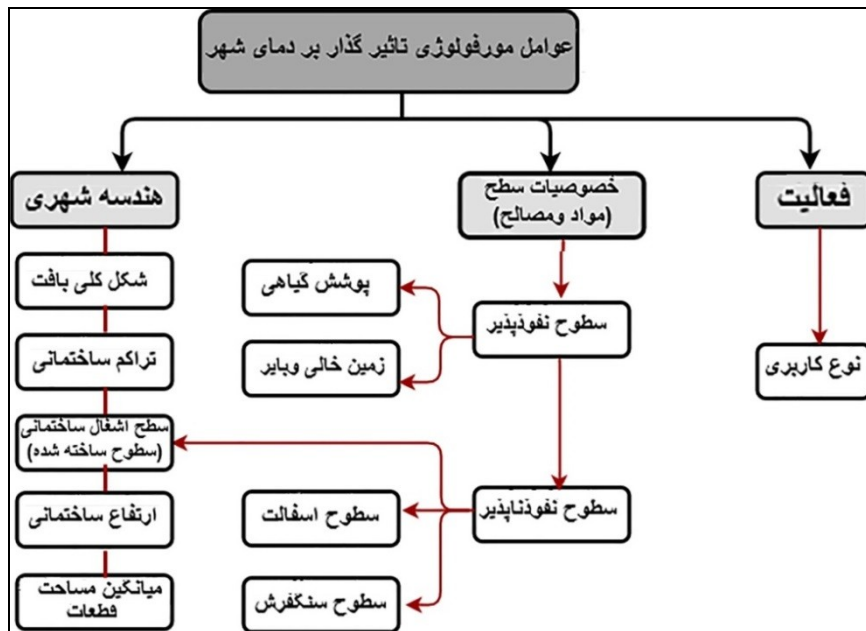 عوامل مورفولوژی تاثیر گذار بر دمای شهر
فعالیت
خصوصیات سطح
(مواد ومصالح)
هندسه شهری
نوع کاربری
سطوح نفوذپذیر
پوشش گیاهی
زمین خالی وبایر
سطوح نفوذناپذیر
سطوح اسفالت
سطوح سنگفرش
شکل کلی بافت
تراکم ساختمانی
سطح اشغال ساختمانی
(سطوح ساخته شده)
ارتفاع ساختمانی
میانگین مساحت
قطعات